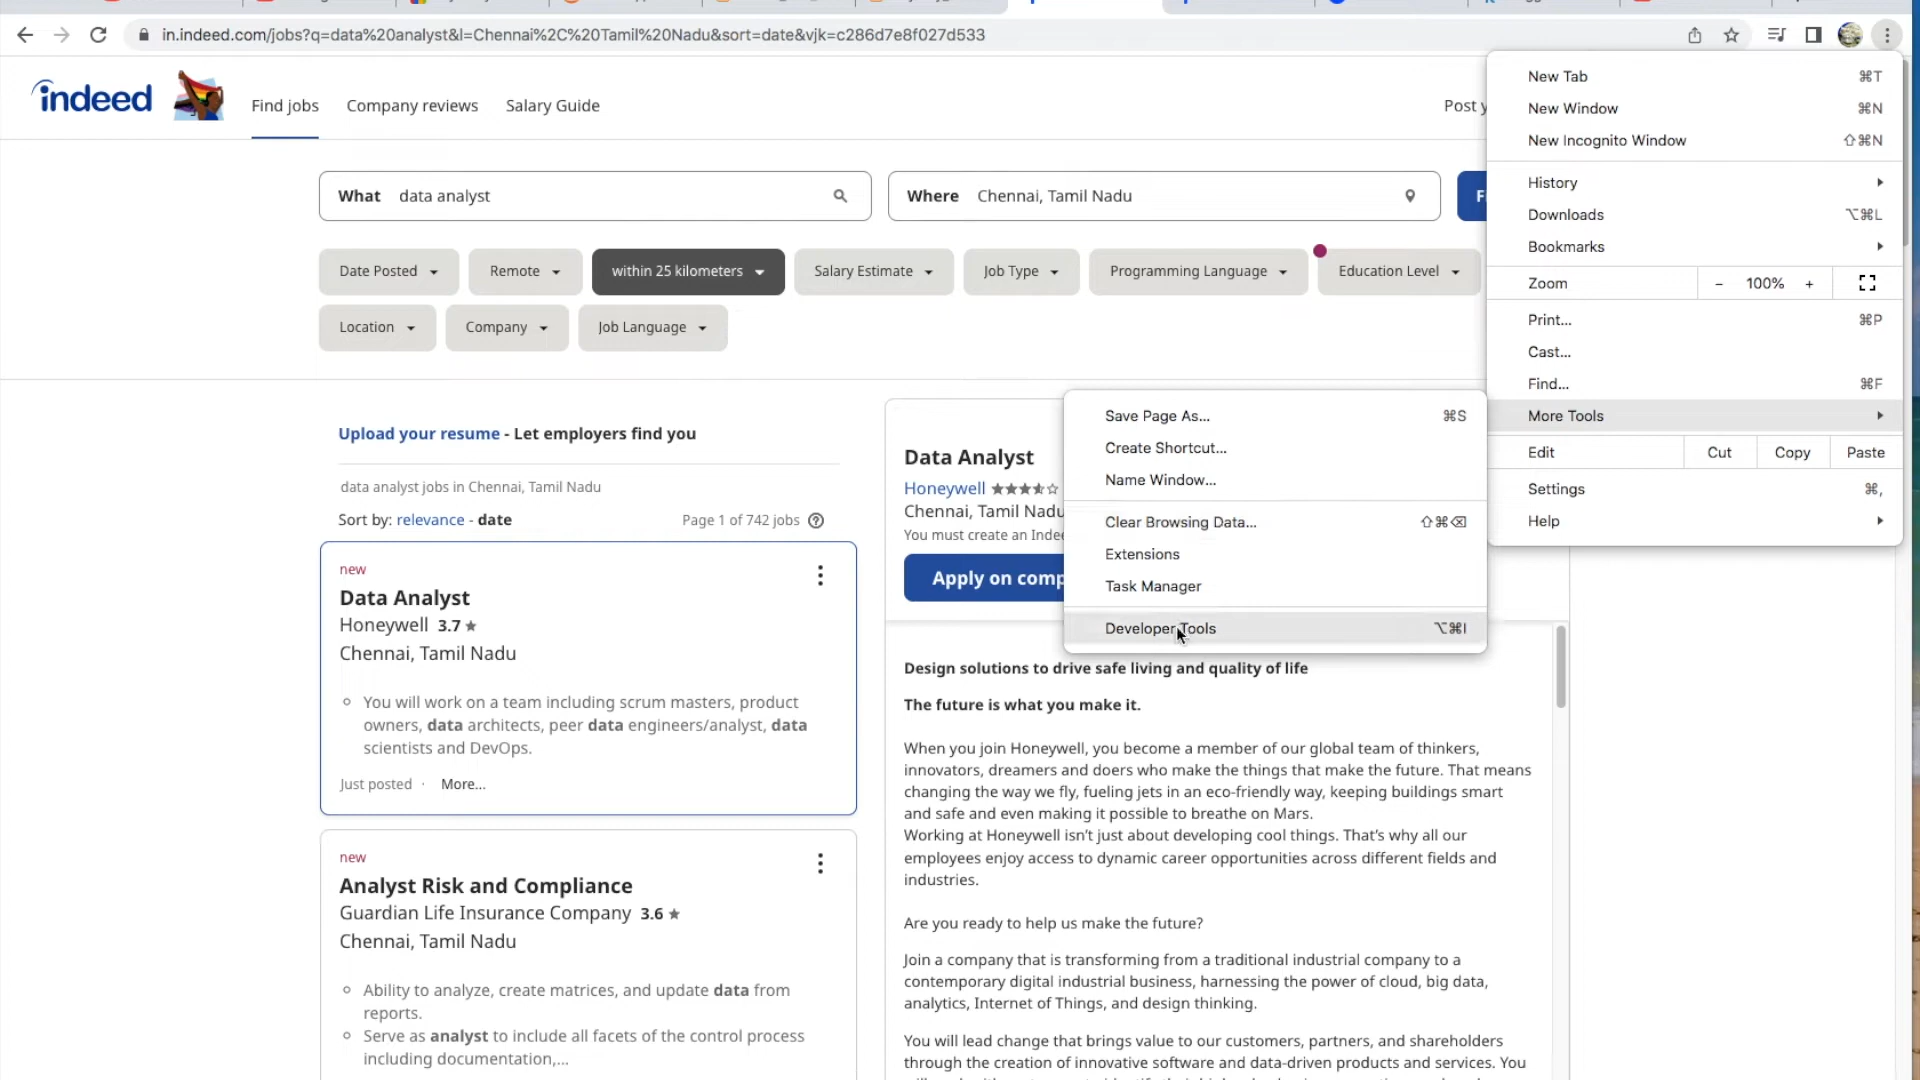 in.indeed.com/jobs?q=data%20analyst&l=Chennai%2C%20Tamil%20Nadu&sort=date&vjk=c286d7e8f027d533
indeed
Find jobs
Company reviews
Salary Guide
Post y
What data analyst
Where Chennai, Tamil Nadu
Fi
Date Posted
Remote
within 25 kilometers
Salary Estimate
Job Type
Programming Language
Education Level
Location
Company
Job Language
New Tab ⌘T
New Window ⌘N
New Incognito Window ⇧⌘N
History
Downloads ⌥⌘L
Bookmarks
Zoom - 100% +
Print... ⌘P
Cast...
Find... ⌘F
More Tools
Edit Cut Copy Paste
Settings ⌘,
Help
Save Page As... ⌘S
Create Shortcut...
Name Window...
Clear Browsing Data... ⇧⌘⌫
Extensions
Task Manager
Developer Tools ⌥⌘I
Upload your resume - Let employers find you
data analyst jobs in Chennai, Tamil Nadu
Sort by: relevance - date
Page 1 of 742 jobs
new
Data Analyst
Honeywell 3.7 ★
Chennai, Tamil Nadu
You will work on a team including scrum masters, product
owners, data architects, peer data engineers/analyst, data
scientists and DevOps.
Just posted · More...
new
Analyst Risk and Compliance
Guardian Life Insurance Company 3.6 ★
Chennai, Tamil Nadu
Ability to analyze, create matrices, and update data from
reports.
Serve as analyst to include all facets of the control process
including documentation,...
Data Analyst
Honeywell
Chennai, Tamil Nadu
You must create an Indee
Apply on comp
Design solutions to drive safe living and quality of life
The future is what you make it.
When you join Honeywell, you become a member of our global team of thinkers,
innovators, dreamers and doers who make the things that make the future. That means
changing the way we fly, fueling jets in an eco-friendly way, keeping buildings smart
and safe and even making it possible to breathe on Mars.
Working at Honeywell isn't just about developing cool things. That's why all our
employees enjoy access to dynamic career opportunities across different fields and
industries.
Are you ready to help us make the future?
Join a company that is transforming from a traditional industrial company to a
contemporary digital industrial business, harnessing the power of cloud, big data,
analytics, Internet of Things, and design thinking.
You will lead change that brings value to our customers, partners, and shareholders
through the creation of innovative software and data-driven products and services. You